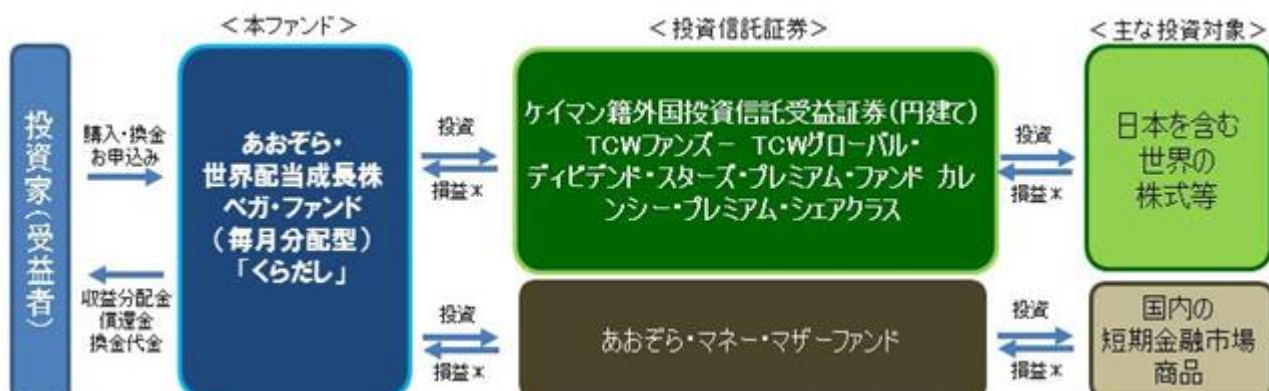 ＜本ファンド＞
＜投資信託証券＞
＜主な投資対象＞
投資家（受益者）
購入・換金
お申込み
収益分配金
償還金
換金代金
あおぞら・
世界配当成長株
ベガ・ファンド
（毎月分配型）
「くらだし」
投資
損益＊
ケイマン籍外国投資信託受益証券（円建て）
TCWファンズ－ TCWグローバル・
ディビデンド・スターズ・プレミアム・ファンド カレ
ンシー・プレミアム・シェアクラス
投資
損益＊
日本を含む
世界の
株式等
投資
損益＊
あおぞら・マネー・マザーファンド
投資
損益＊
国内の
短期金融市場
商品